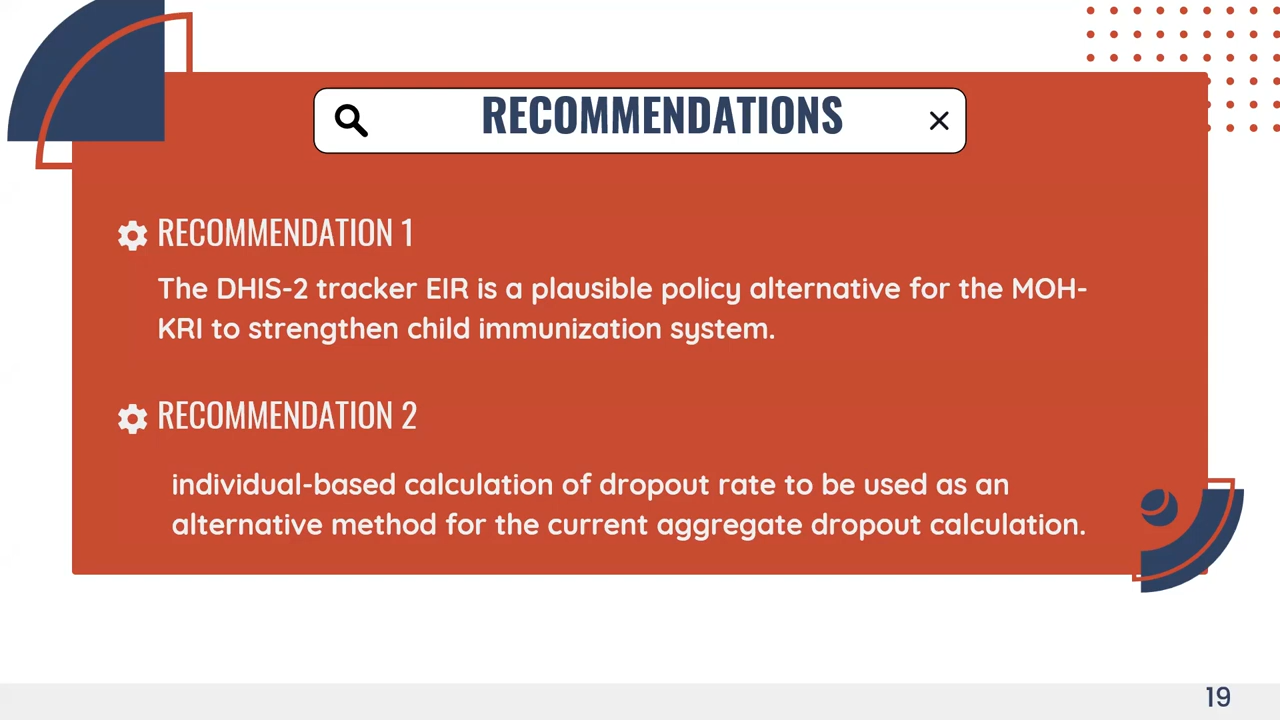 RECOMMENDATIONS
RECOMMENDATION 1
The DHIS-2 tracker EIR is a plausible policy alternative for the MOH-
KRI to strengthen child immunization system.
RECOMMENDATION 2
individual-based calculation of dropout rate to be used as an
alternative method for the current aggregate dropout calculation.
19